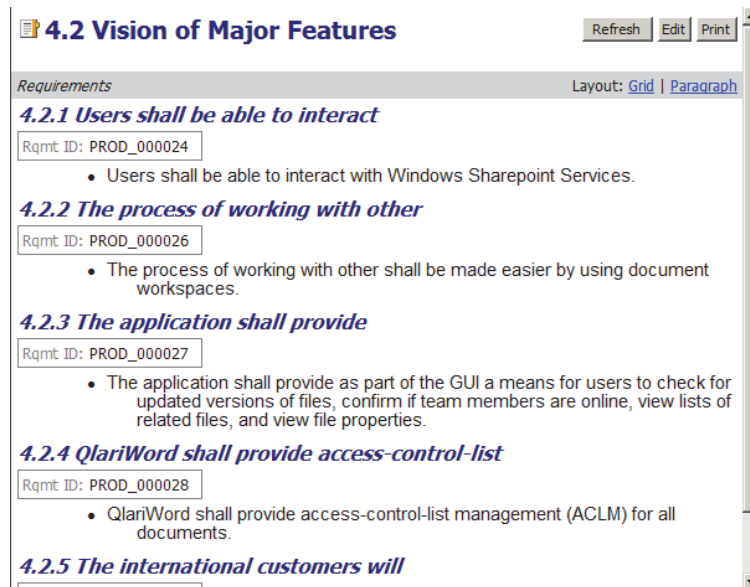 4.2 Vision of Major Features
Refresh Edit Print
Requirements
Layout: Grid | Paragraph
4.2.1 Users shall be able to interact
Rqmt ID: PROD_000024
• Users shall be able to interact with Windows Sharepoint Services.
4.2.2 The process of working with other
Rqmt ID: PROD_000026
• The process of working with other shall be made easier by using document
workspaces.
4.2.3 The application shall provide
Rqmt ID: PROD_000027
• The application shall provide as part of the GUI a means for users to check for
updated versions of files, confirm if team members are online, view lists of
related files, and view file properties.
4.2.4 QlariWord shall provide access-control-list
Rqmt ID: PROD_000028
• QlariWord shall provide access-control-list management (ACLM) for all
documents.
4.2.5 The international customers will